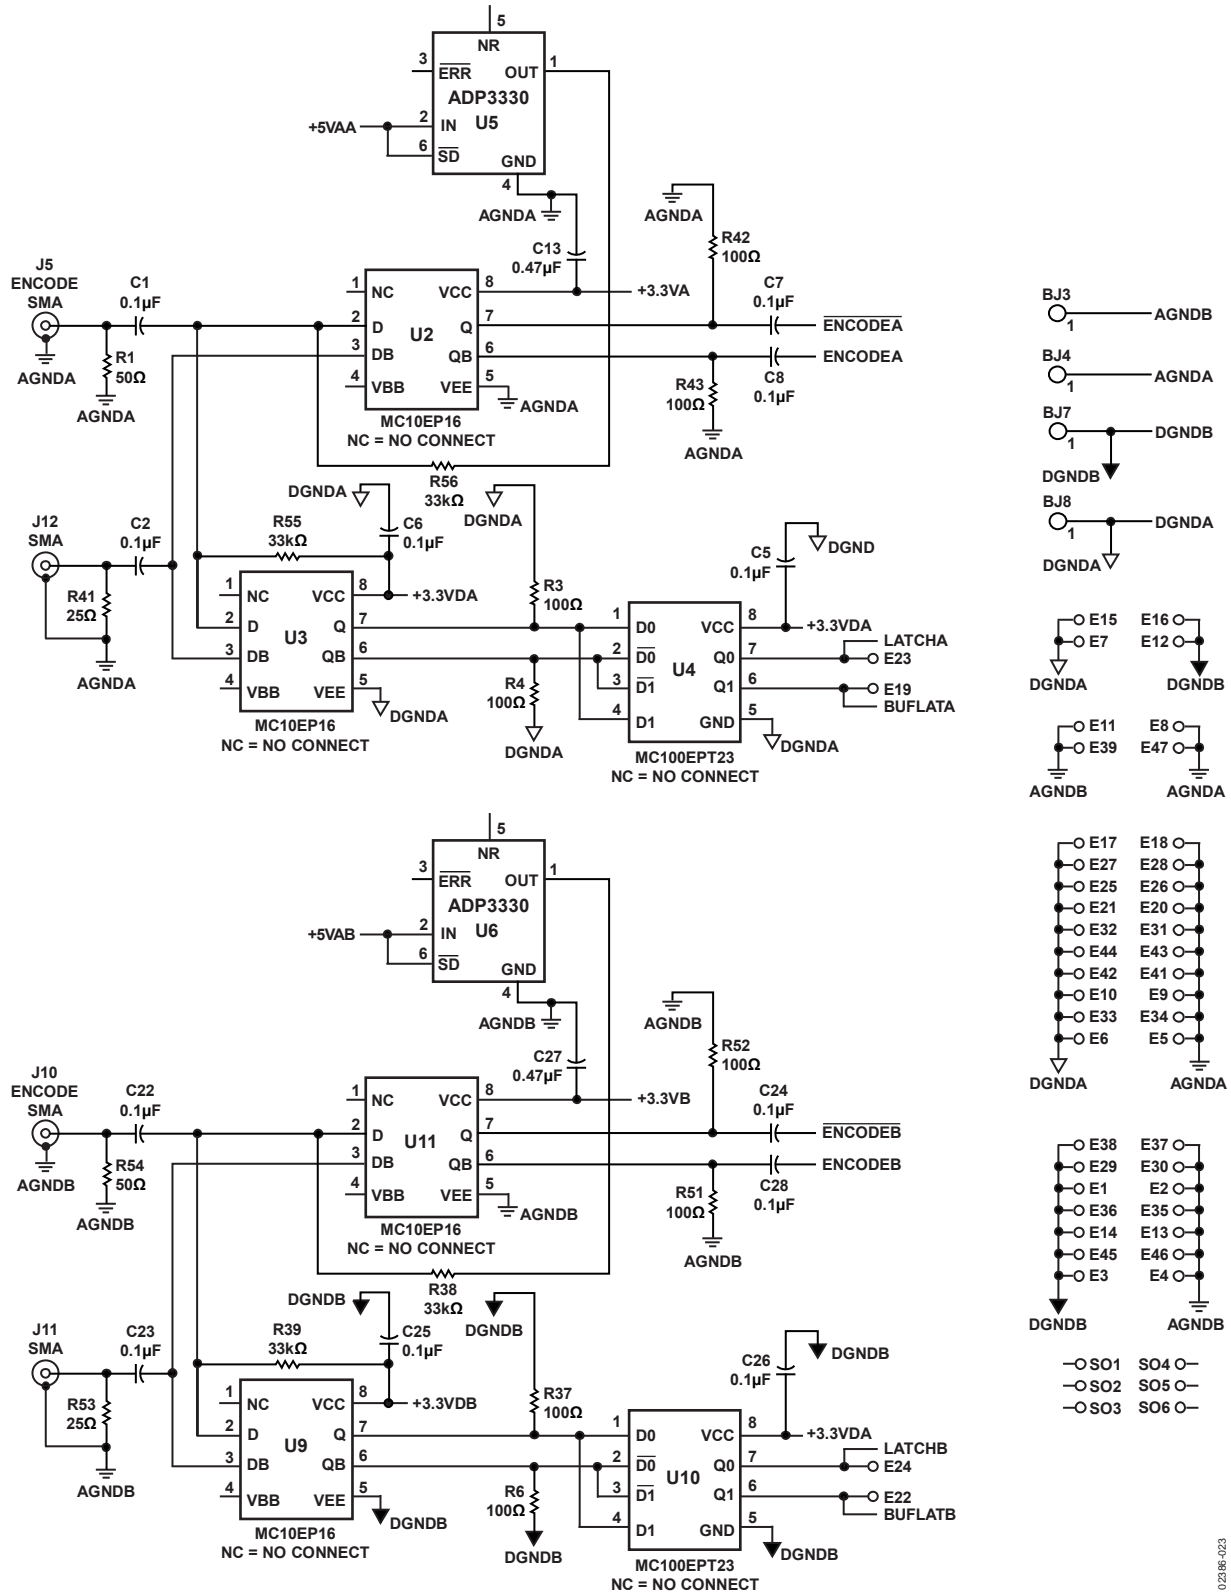 5
NR
3 ERR OUT 1
ADP3330
U5
+5VAA 2 IN
6 SD
GND
4
AGNDA
AGNDA
C13
0.47µF
R42
100Ω
J5
ENCODE
SMA
AGNDA
C1
0.1µF
R1
50Ω
AGNDA
1 NC VCC 8
+3.3VA
2 D Q 7
U2
3 DB QB 6
4 VBB VEE 5
AGNDA
MC10EP16
NC = NO CONNECT
C7
0.1µF
ENCODEA
ENCODEA
C8
0.1µF
R43
100Ω
AGNDA
R56
33kΩ
DGNDA
DGNDA
J12
SMA
C2
0.1µF
R41
25Ω
AGNDA
R55
33kΩ
C6
0.1µF
1 NC VCC 8
+3.3VDA
2 D Q 7
U3
3 DB QB 6
4 VBB VEE 5
DGNDA
MC10EP16
NC = NO CONNECT
R3
100Ω
R4
100Ω
DGNDA
C5
0.1µF
DGND
1 D0 VCC 8
+3.3VDA
2 D0 Q0 7
U4
3 D1 Q1 6
4 D1 GND 5
DGNDA
LATCHA
E23
E19
BUFLATA
MC100EPT23
NC = NO CONNECT
5
NR
3 ERR OUT 1
ADP3330
U6
+5VAB 2 IN
6 SD
GND
4
AGNDB
AGNDB
C27
0.47µF
R52
100Ω
J10
ENCODE
SMA
AGNDB
C22
0.1µF
R54
50Ω
AGNDB
1 NC VCC 8
+3.3VB
2 D Q 7
U11
3 DB QB 6
4 VBB VEE 5
AGNDB
MC10EP16
NC = NO CONNECT
C24
0.1µF
ENCODEB
ENCODEB
C28
0.1µF
R51
100Ω
AGNDB
R38
33kΩ
DGNDB
DGNDB
J11
SMA
C23
0.1µF
R53
25Ω
AGNDB
R39
33kΩ
C25
0.1µF
1 NC VCC 8
+3.3VDB
2 D Q 7
U9
3 DB QB 6
4 VBB VEE 5
DGNDB
MC10EP16
NC = NO CONNECT
R37
100Ω
R6
100Ω
DGNDB
C26
0.1µF
DGNDB
1 D0 VCC 8
+3.3VDA
2 D0 Q0 7
U10
3 D1 Q1 6
4 D1 GND 5
DGNDB
LATCHB
E24
E22
BUFLATB
MC100EPT23
NC = NO CONNECT
BJ3
1
AGNDB
BJ4
1
AGNDA
BJ7
1
DGNDB
DGNDB
BJ8
1
DGNDA
DGNDA
E15 E16
E7 E12
DGNDA DGNDB
E11 E8
E39 E47
AGNDB AGNDA
E17 E18
E27 E28
E25 E26
E21 E20
E32 E31
E44 E43
E42 E41
E10 E9
E33 E34
E6 E5
DGNDA AGNDA
E38 E37
E29 E30
E1 E2
E36 E35
E14 E13
E45 E46
E3 E4
DGNDB AGNDB
SO1 SO4
SO2 SO5
SO3 SO6
02386-023